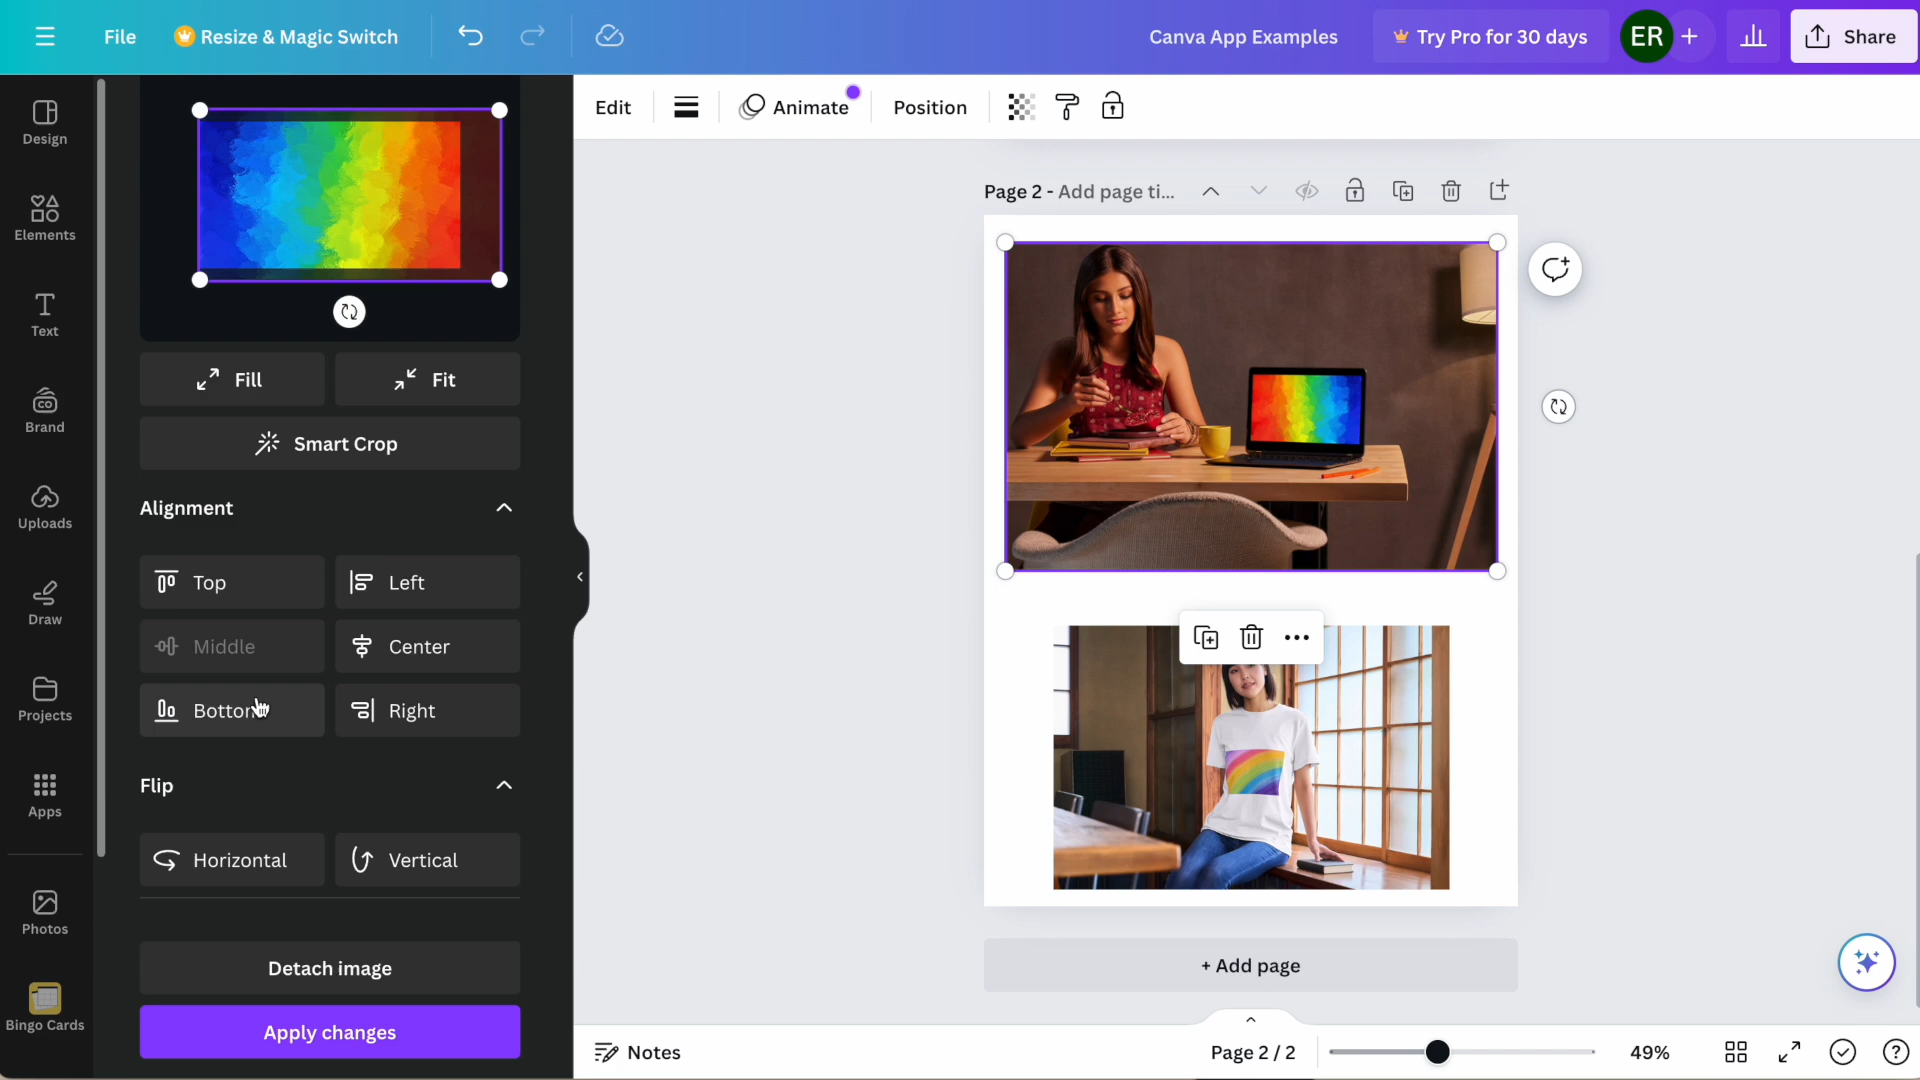 File
Resize & Magic Switch
Canva App Examples
Try Pro for 30 days
ER
Share
Design
Elements
Text
Brand
Uploads
Draw
Projects
Apps
Photos
Bingo Cards
Fill
Fit
Smart Crop
Alignment
Top
Left
Middle
Center
Bottom
Right
Flip
Horizontal
Vertical
Detach image
Apply changes
Edit
Animate
Position
Page 2 - Add page ti...
+ Add page
Notes
Page 2 / 2
49%